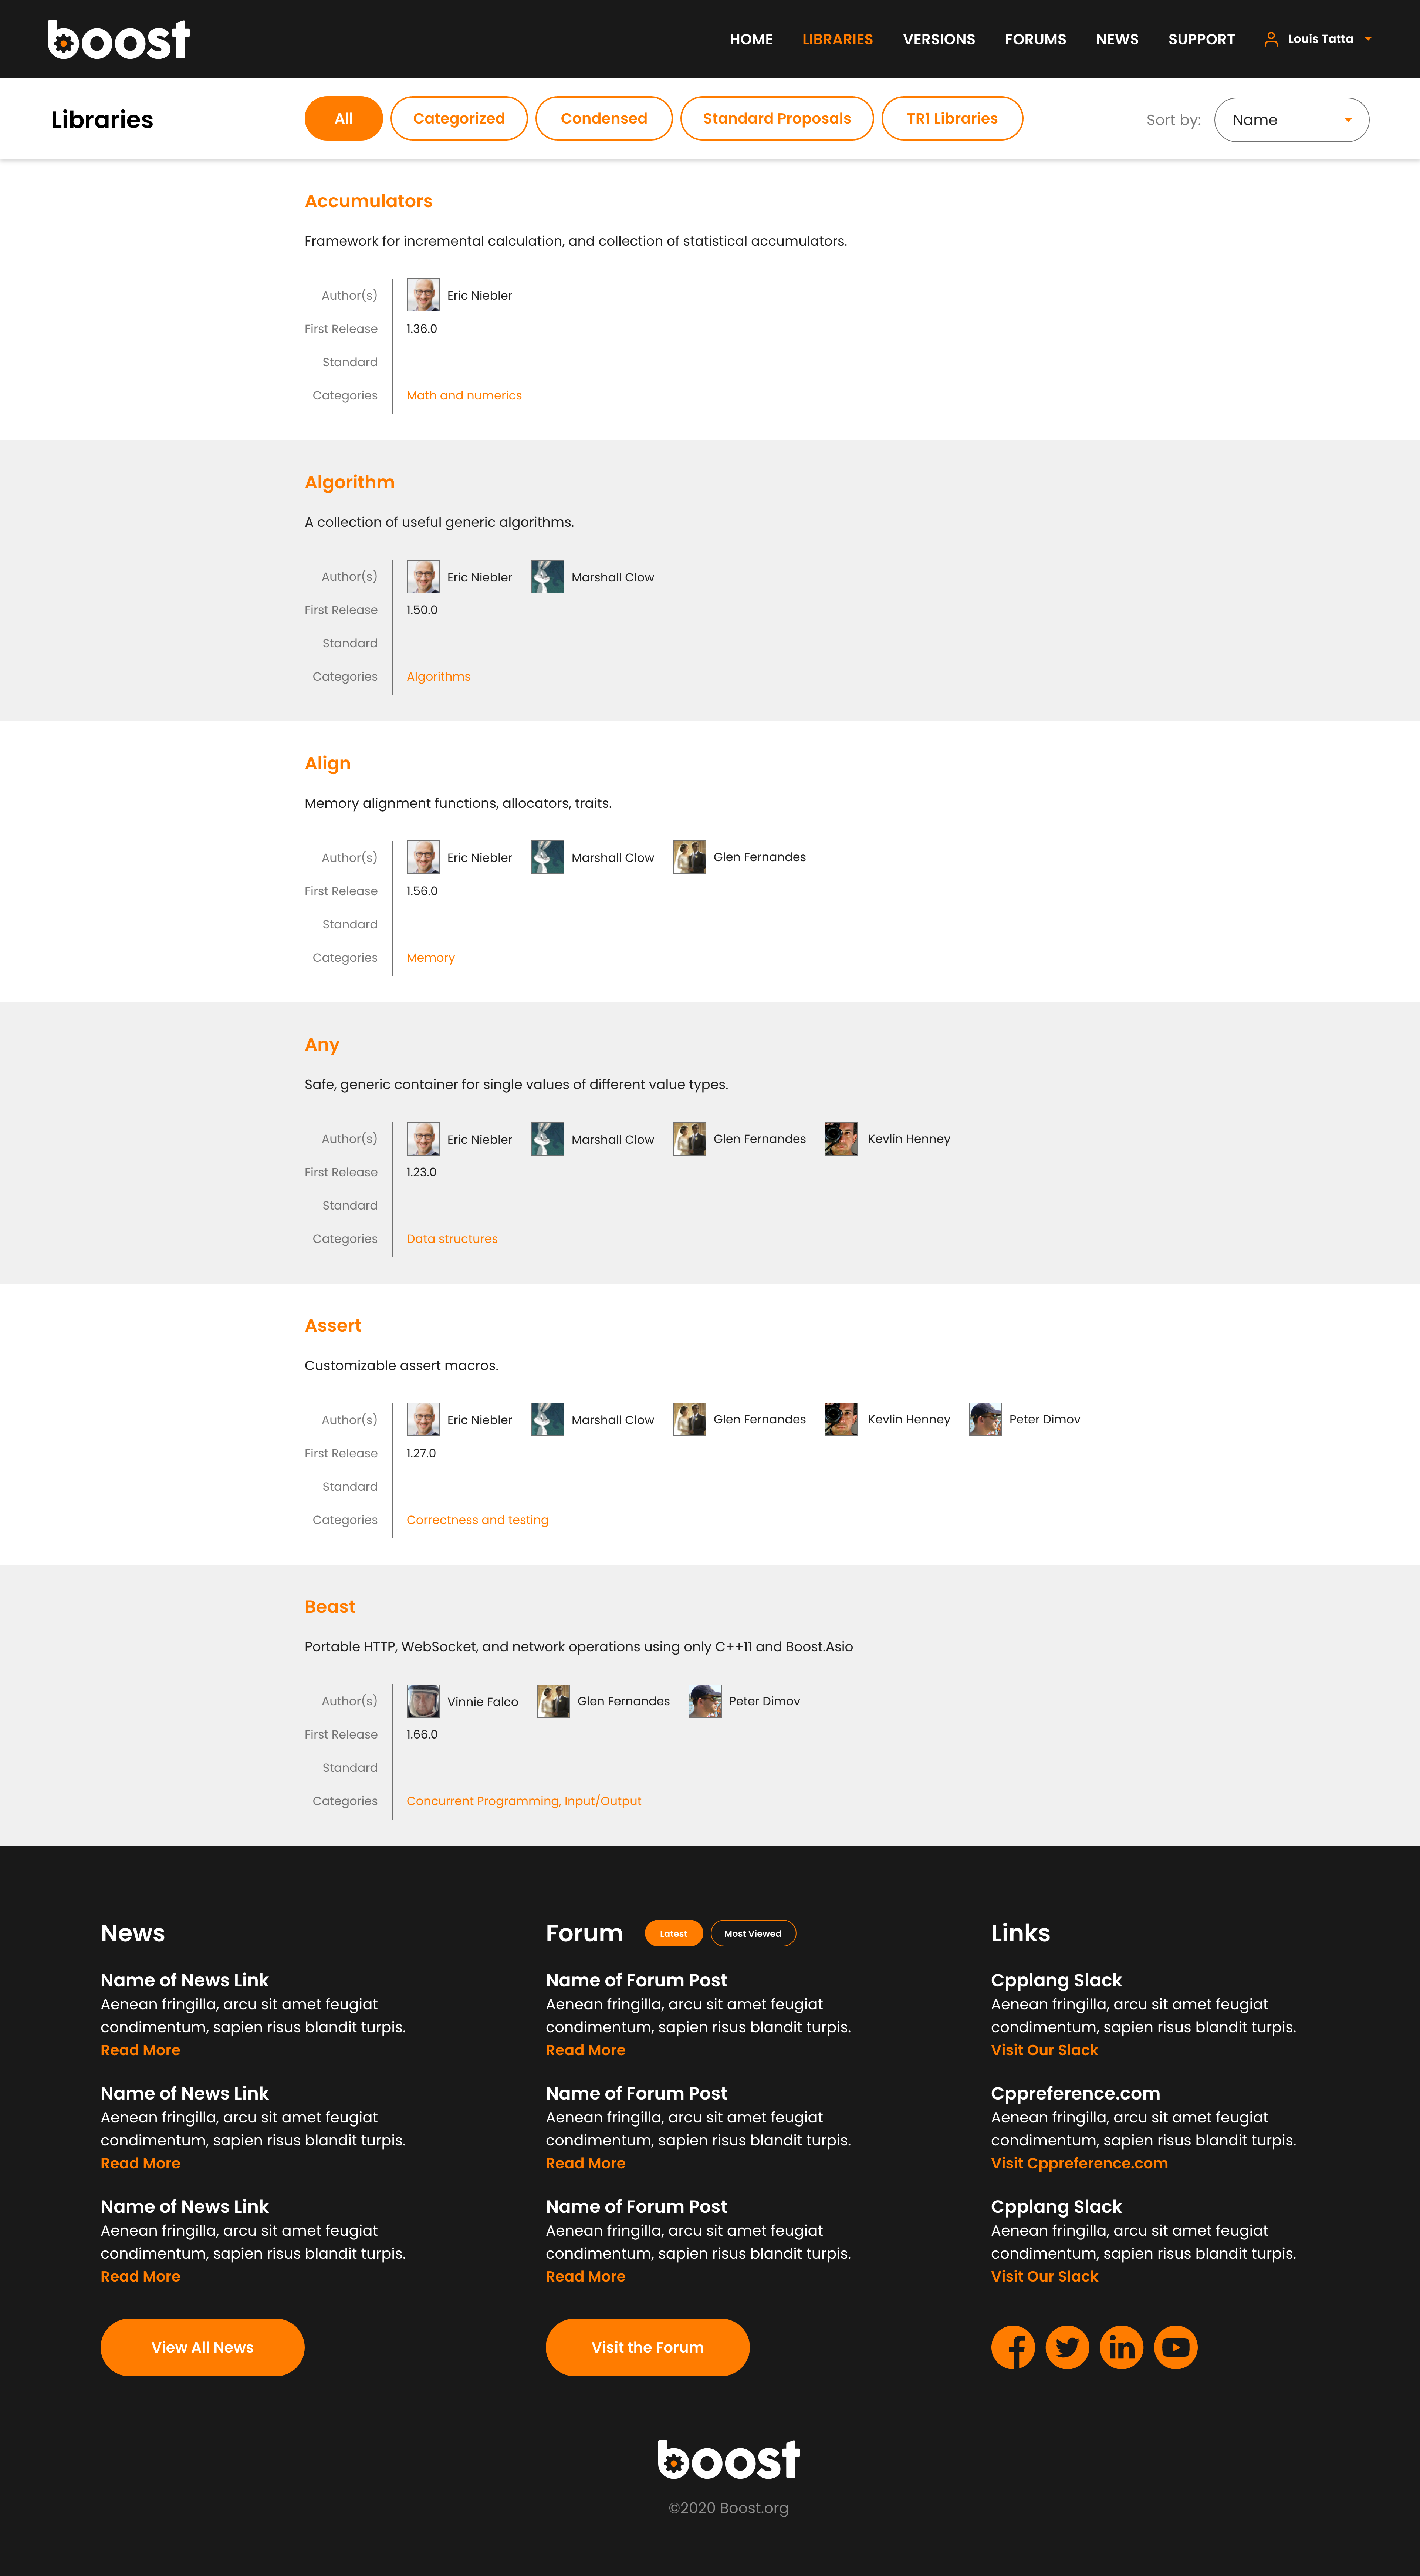 boost
HOME LIBRARIES VERSIONS FORUMS NEWS SUPPORT Louis Tatta
Libraries All Categorized Condensed Standard Proposals TR1 Libraries Sort by: Name
Accumulators
Framework for incremental calculation, and collection of statistical accumulators.
Author(s) Eric Niebler
First Release 1.36.0
Standard
Categories Math and numerics
Algorithm
A collection of useful generic algorithms.
Author(s) Eric Niebler Marshall Clow
First Release 1.50.0
Standard
Categories Algorithms
Align
Memory alignment functions, allocators, traits.
Author(s) Eric Niebler Marshall Clow Glen Fernandes
First Release 1.56.0
Standard
Categories Memory
Any
Safe, generic container for single values of different value types.
Author(s) Eric Niebler Marshall Clow Glen Fernandes Kevlin Henney
First Release 1.23.0
Standard
Categories Data structures
Assert
Customizable assert macros.
Author(s) Eric Niebler Marshall Clow Glen Fernandes Kevlin Henney Peter Dimov
First Release 1.27.0
Standard
Categories Correctness and testing
Beast
Portable HTTP, WebSocket, and network operations using only C++11 and Boost.Asio
Author(s) Vinnie Falco Glen Fernandes Peter Dimov
First Release 1.66.0
Standard
Categories Concurrent Programming, Input/Output
News
Name of News Link
Aenean fringilla, arcu sit amet feugiat
condimentum, sapien risus blandit turpis.
Read More
Name of News Link
Aenean fringilla, arcu sit amet feugiat
condimentum, sapien risus blandit turpis.
Read More
Name of News Link
Aenean fringilla, arcu sit amet feugiat
condimentum, sapien risus blandit turpis.
Read More
View All News
Forum Latest Most Viewed
Name of Forum Post
Aenean fringilla, arcu sit amet feugiat
condimentum, sapien risus blandit turpis.
Read More
Name of Forum Post
Aenean fringilla, arcu sit amet feugiat
condimentum, sapien risus blandit turpis.
Read More
Name of Forum Post
Aenean fringilla, arcu sit amet feugiat
condimentum, sapien risus blandit turpis.
Read More
Visit the Forum
Links
Cpplang Slack
Aenean fringilla, arcu sit amet feugiat
condimentum, sapien risus blandit turpis.
Visit Our Slack
Cppreference.com
Aenean fringilla, arcu sit amet feugiat
condimentum, sapien risus blandit turpis.
Visit Cppreference.com
Cpplang Slack
Aenean fringilla, arcu sit amet feugiat
condimentum, sapien risus blandit turpis.
Visit Our Slack
boost
©2020 Boost.org